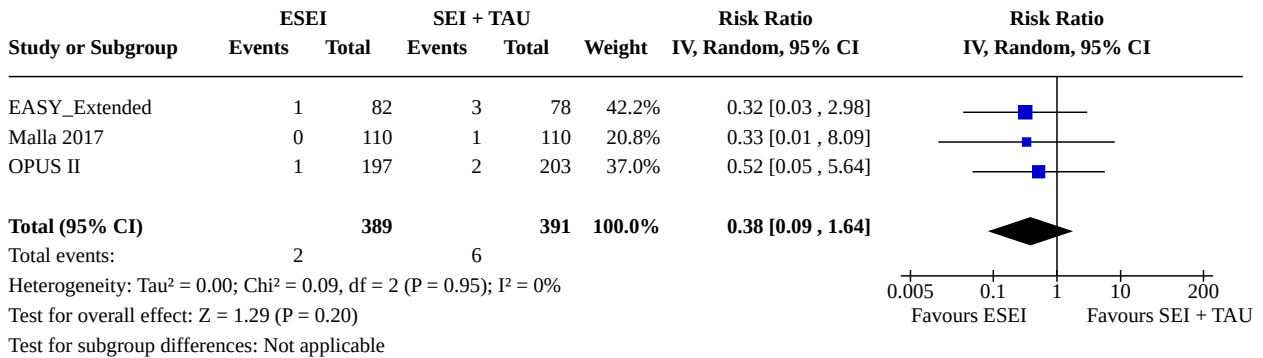 ESEI SEI + TAU Risk Ratio Risk Ratio
Study or Subgroup Events Total Events Total Weight IV, Random, 95% CI IV, Random, 95% CI
EASY_Extended 1 82 3 78 42.2% 0.32 [0.03 , 2.98]
Malla 2017 0 110 1 110 20.8% 0.33 [0.01 , 8.09]
OPUS II 1 197 2 203 37.0% 0.52 [0.05 , 5.64]
Total (95% CI) 389 391 100.0% 0.38 [0.09 , 1.64]
Total events: 2 6
Heterogeneity: Tau² = 0.00; Chi² = 0.09, df = 2 (P = 0.95); I² = 0%
0.005 0.1 1 10 200
Test for overall effect: Z = 1.29 (P = 0.20)
Favours ESEI Favours SEI + TAU
Test for subgroup differences: Not applicable